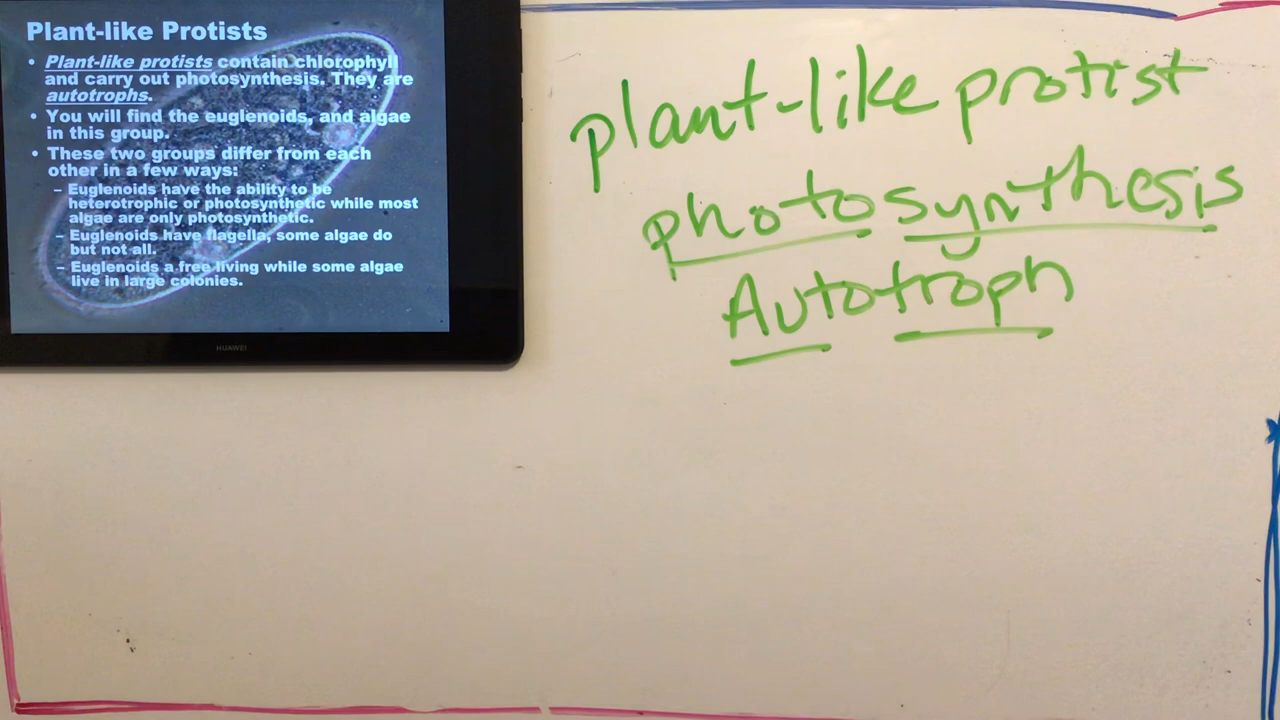 Plant-like Protists
• Plant-like protists contain chlorophyll
and carry out photosynthesis. They are
autotrophs.
• You will find the euglenoids, and algae
in this group.
• These two groups differ from each
other in a few ways:
– Euglenoids have the ability to be
heterotrophic or photosynthetic while most
algae are only photosynthetic.
– Euglenoids have flagella, some algae do
but not all.
– Euglenoids a free living while some algae
live in large colonies.
HUAWEI
plant-like protist
photosynthesis
Autotroph